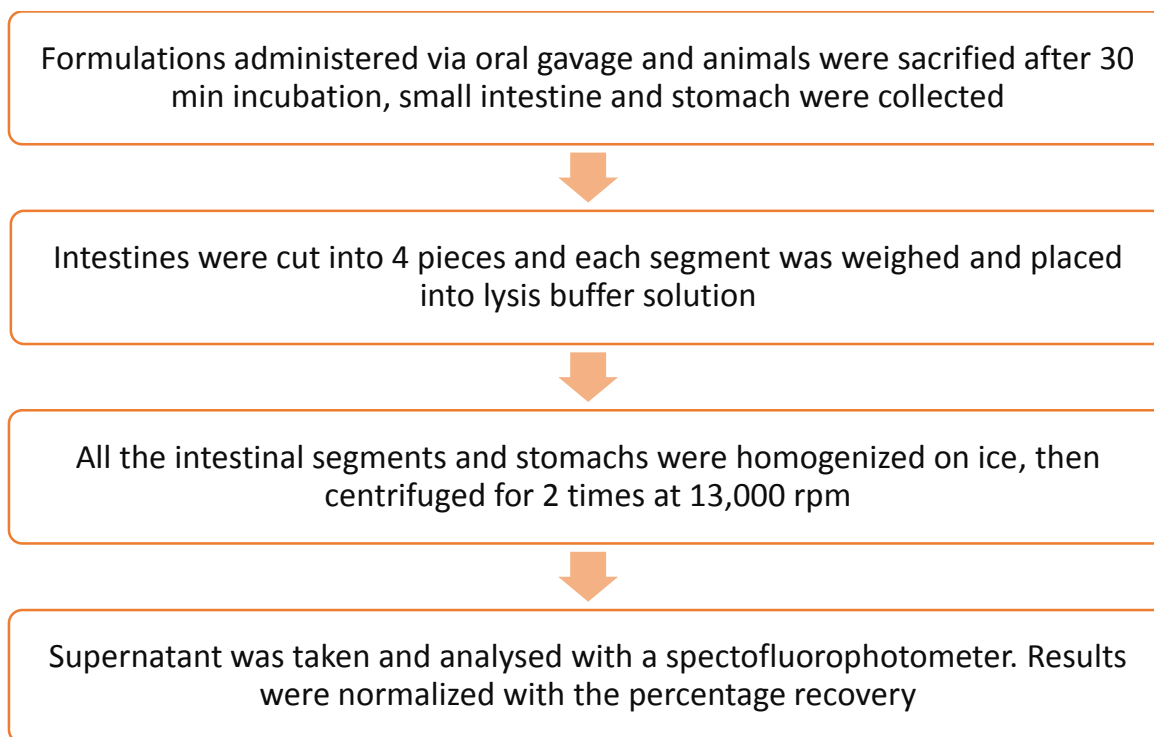 Formulations administered via oral gavage and animals were sacrified after 30
min incubation, small intestine and stomach were collected
Intestines were cut into 4 pieces and each segment was weighed and placed
into lysis buffer solution
All the intestinal segments and stomachs were homogenized on ice, then
centrifuged for 2 times at 13,000 rpm
Supernatant was taken and analysed with a spectofluorophotometer. Results
were normalized with the percentage recovery